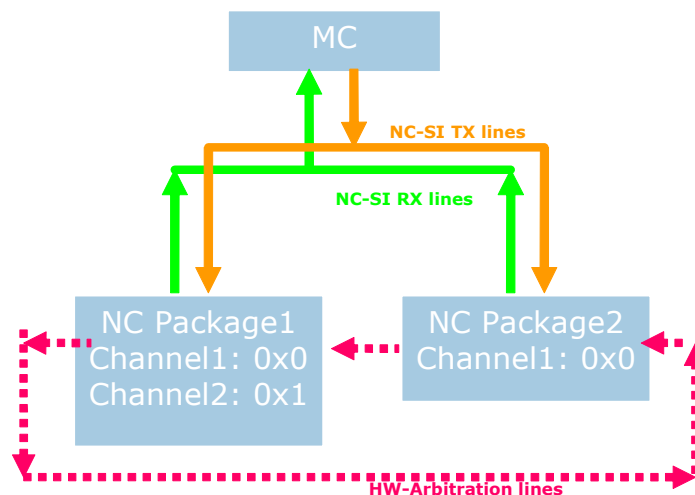 MC
NC-SI TX lines
NC-SI RX lines
NC Package1
Channel1: 0x0
Channel2: 0x1
NC Package2
Channel1: 0x0
HW-Arbitration lines